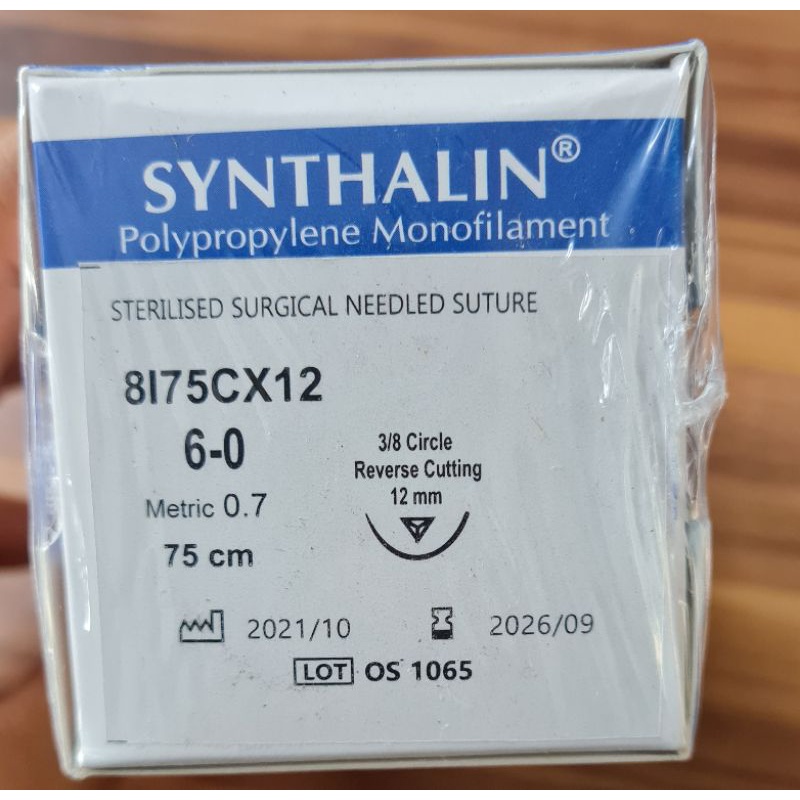 SYNTHALIN®
Polypropylene Monofilament
STERILISED SURGICAL NEEDLED SUTURE
8I75CX12
6-0
Metric 0.7
75 cm
3/8 Circle
Reverse Cutting
12 mm
2021/10
2026/09
LOT OS 1065